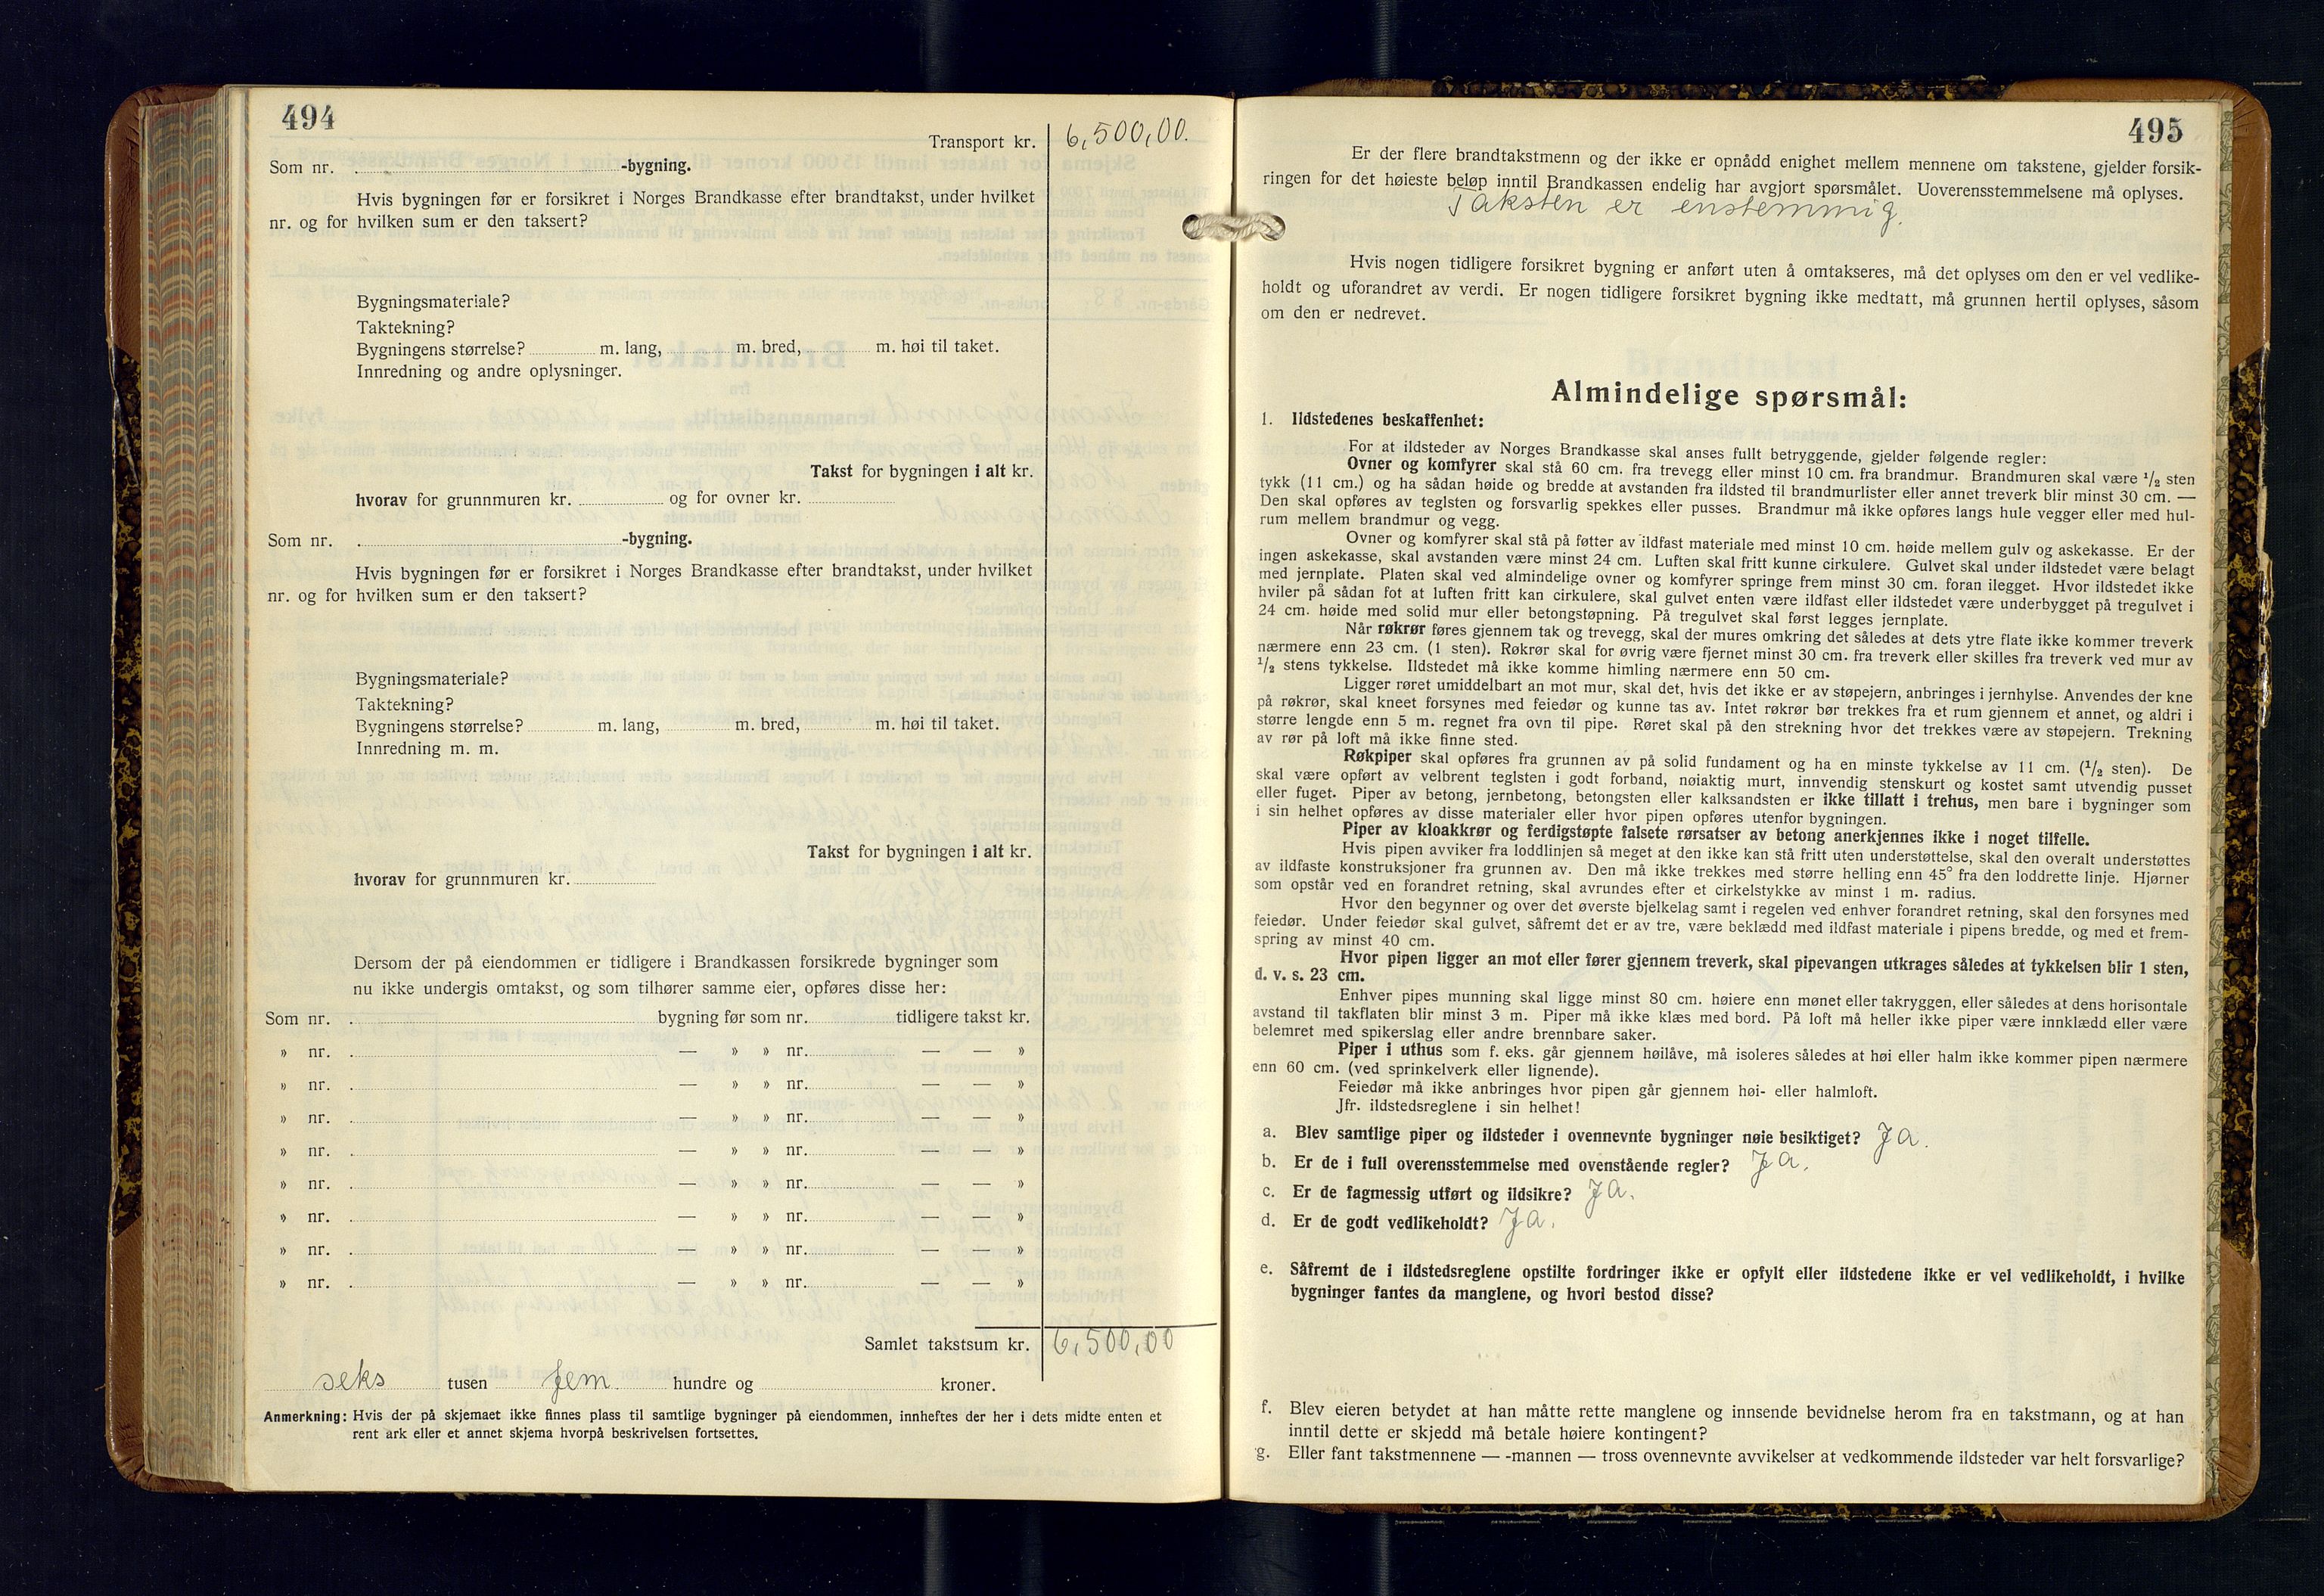 494
Transport kr. 6,500,00.
Som nr. -bygning.
Hvis bygningen før er forsikret i Norges Brandkasse efter brandtakst, under hvilket
nr. og for hvilken sum er den taksert?
Bygningsmateriale?
Taktekning?
Bygningens størrelse? m. lang, m. bred, m. høi til taket.
Innredning og andre oplysninger.
Takst for bygningen i alt kr.
hvorav for grunnmuren kr. og for ovner kr.
Som nr. -bygning.
Hvis bygningen før er forsikret i Norges Brandkasse efter brandtakst, under hvilket
nr. og for hvilken sum er den taksert?
Bygningsmateriale?
Taktekning?
Bygningens størrelse? m. lang, m. bred, m. høi til taket.
Innredning m. m.
Takst for bygningen i alt kr.
hvorav for grunnmuren kr.
Dersom der på eiendommen er tidligere i Brandkassen forsikrede bygninger som
nu ikke undergis omtakst, og som tilhører samme eier, opføres disse her:
Som nr. bygning før som nr. tidligere takst kr.
» nr. — » » nr. — — »
» nr. — » » nr. — — »
» nr. — » » nr. — — »
» nr. — » » nr. — — »
» nr. — » » nr. — — »
» nr. — » » nr. — — »
» nr. — » » nr. — — »
» nr. — » » nr. — — »
Samlet takstsum kr. 6,500,00
seks tusen fem hundre og kroner.
Anmerkning: Hvis der på skjemaet ikke finnes plass til samtlige bygninger på eiendommen, innheftes der her i dets midte enten et
rent ark eller et annet skjema hvorpå beskrivelsen fortsettes.
495
Er der flere brandtakstmenn og der ikke er opnådd enighet mellem mennene om takstene, gjelder forsik-
ringen for det høieste beløp inntil Brandkassen endelig har avgjort spørsmålet. Uoverensstemmelsene må oplyses.
Taksten er enstemmig.
Hvis nogen tidligere forsikret bygning er anført uten å omtakseres, må det oplyses om den er vel vedlike-
holdt og uforandret av verdi. Er nogen tidligere forsikret bygning ikke medtatt, må grunnen hertil oplyses, såsom
om den er nedrevet.
Almindelige spørsmål:
1. Ildstedenes beskaffenhet:
For at ildsteder av Norges Brandkasse skal anses fullt betryggende, gjelder følgende regler:
Ovner og komfyrer skal stå 60 cm. fra trevegg eller minst 10 cm. fra brandmur. Brandmuren skal være 1/2 sten
tykk (11 cm.) og ha sådan høide og bredde at avstanden fra ildsted til brandmurlister eller annet treverk blir minst 30 cm. —
Den skal opføres av teglsten og forsvarlig spekkes eller pusses. Brandmur må ikke opføres langs hule vegger eller med hul-
rum mellem brandmur og vegg.
Ovner og komfyrer skal stå på føtter av ildfast materiale med minst 10 cm. høide mellem gulv og askekasse. Er der
ingen askekasse, skal avstanden være minst 24 cm. Luften skal fritt kunne cirkulere. Gulvet skal under ildstedet være belagt
med jernplate. Platen skal ved almindelige ovner og komfyrer springe frem minst 30 cm. foran ilegget. Hvor ildstedet ikke
hviler på sådan fot at luften fritt kan cirkulere, skal gulvet enten være ildfast eller ildstedet være underbygget på tregulvet i
24 cm. høide med solid mur eller betongstøpning. På tregulvet skal først legges jernplate.
Når røkrør føres gjennem tak og trevegg, skal der mures omkring det således at dets ytre flate ikke kommer treverk
nærmere enn 23 cm. (1 sten). Røkrør skal for øvrig være fjernet minst 30 cm. fra treverk eller skilles fra treverk ved mur av
1/2 stens tykkelse. Ildstedet må ikke komme himling nærmere enn 50 cm.
Ligger røret umiddelbart an mot mur, skal det, hvis det ikke er av støpejern, anbringes i jernhylse. Anvendes der kne
på røkrør, skal kneet forsynes med feiedør og kunne tas av. Intet røkrør bør trekkes fra et rum gjennem et annet, og aldri i
større lengde enn 5 m. regnet fra ovn til pipe. Røret skal på den strekning hvor det trekkes være av støpejern. Trekning
av rør på loft må ikke finne sted.
Røkpiper skal opføres fra grunnen av på solid fundament og ha en minste tykkelse av 11 cm. (1/2 sten). De
skal være opført av velbrent teglsten i godt forband, nøiaktig murt, innvendig stenskurt og kostet samt utvendig pusset
eller fuget. Piper av betong, jernbetong, betongsten eller kalksandsten er ikke tillatt i trehus, men bare i bygninger som
i sin helhet opføres av disse materialer eller hvor pipen opføres utenfor bygningen.
Piper av kloakkrør og ferdigstøpte falsete rørsatser av betong anerkjennes ikke i noget tilfelle.
Hvis pipen avviker fra loddlinjen så meget at den ikke kan stå fritt uten understøttelse, skal den overalt understøttes
av ildfaste konstruksjoner fra grunnen av. Den må ikke trekkes med større helling enn 45° fra den loddrette linje. Hjørner
som opstår ved en forandret retning, skal avrundes efter et cirkelstykke av minst 1 m. radius.
Hvor den begynner og over det øverste bjelkelag samt i regelen ved enhver forandret retning, skal den forsynes med
feiedør. Under feiedør skal gulvet, såfremt det er av tre, være beklædd med ildfast materiale i pipens bredde, og med et frem-
spring av minst 40 cm.
Hvor pipen ligger an mot eller fører gjennem treverk, skal pipevangen utkrages således at tykkelsen blir 1 sten,
d. v. s. 23 cm.
Enhver pipes munning skal ligge minst 80 cm. høiere enn mønet eller takryggen, eller således at dens horisontale
avstand til takflaten blir minst 3 m. Piper må ikke klæs med bord. På loft må heller ikke piper være innklædd eller være
belemret med spikerslag eller andre brennbare saker.
Piper i uthus som f. eks. går gjennem høilåve, må isoleres således at høi eller halm ikke kommer pipen nærmere
enn 60 cm. (ved sprinkelverk eller lignende).
Feiedør må ikke anbringes hvor pipen går gjennem høi- eller halmloft.
Jfr. ildstedsreglene i sin helhet!
a. Blev samtlige piper og ildsteder i ovennevnte bygninger nøie besiktiget? Ja.
b. Er de i full overensstemmelse med ovenstående regler? Ja.
c. Er de fagmessig utført og ildsikre? Ja.
d. Er de godt vedlikeholdt? Ja.
e. Såfremt de i ildstedsreglene opstilte fordringer ikke er opfylt eller ildstedene ikke er vel vedlikeholdt, i hvilke
bygninger fantes da manglene, og hvori bestod disse?
f. Blev eieren betydet at han måtte rette manglene og innsende bevidnelse herom fra en takstmann, og at han
inntil dette er skjedd må betale høiere kontingent?
g. Eller fant takstmennene — -mannen — tross ovennevnte avvikelser at vedkommende ildsteder var helt forsvarlige?